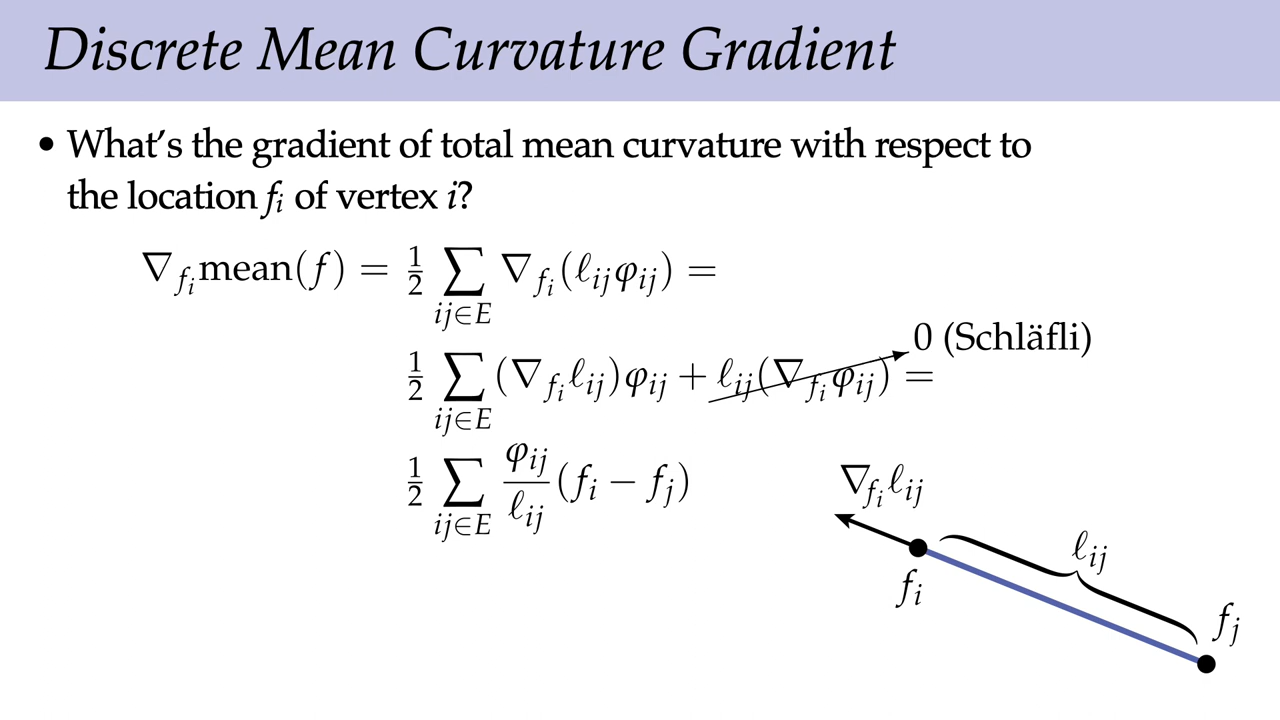 Discrete Mean Curvature Gradient
• What's the gradient of total mean curvature with respect to
the location fᵢ of vertex i?
∇_{f_i} mean(f) = ½ ∑_{ij∈E} ∇_{f_i}(ℓ_{ij}φ_{ij}) =
0 (Schläfli)
½ ∑_{ij∈E} (∇_{f_i}ℓ_{ij})φ_{ij} + ℓ_{ij}(∇_{f_i}φ_{ij}) =
½ ∑_{ij∈E} φ_{ij}/ℓ_{ij} (f_i − f_j)
∇_{f_i}ℓ_{ij}
ℓ_{ij}
f_i
f_j